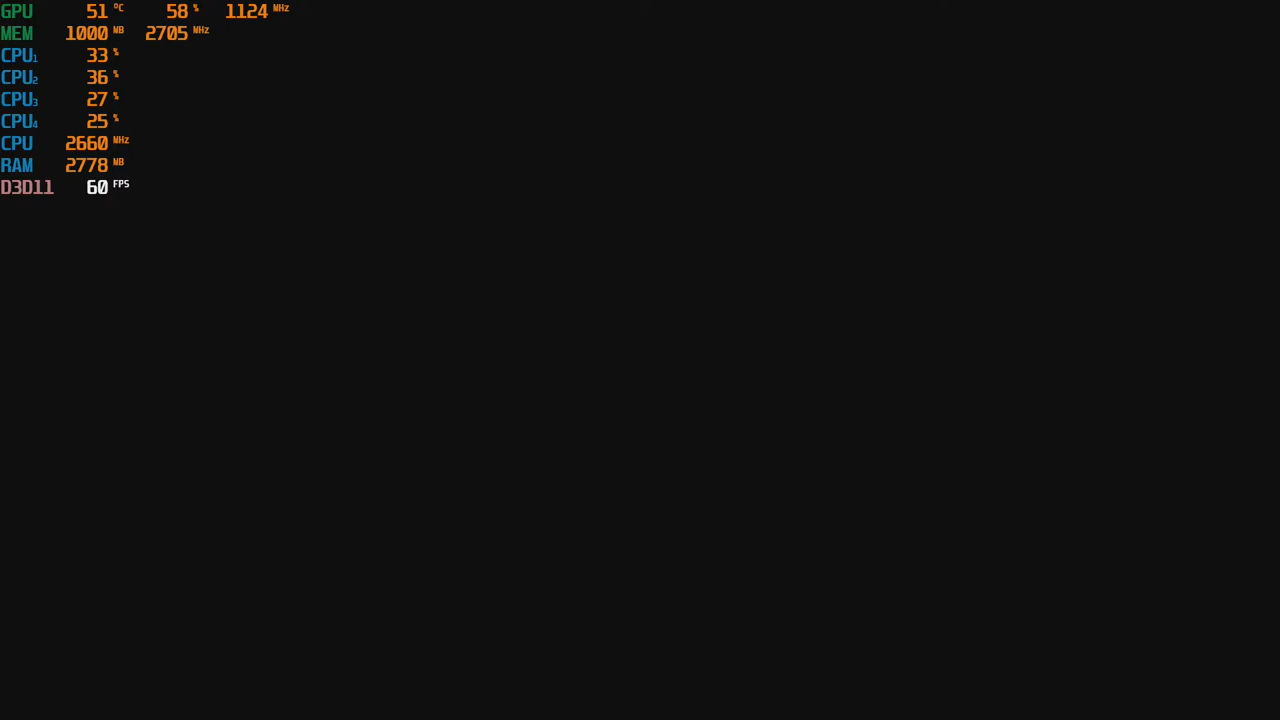 GPU 51 °C 58 % 1124 MHz
MEM 1000 MB 2705 MHz
CPU1 33 %
CPU2 36 %
CPU3 27 %
CPU4 25 %
CPU 2660 MHz
RAM 2778 MB
D3D11 60 FPS